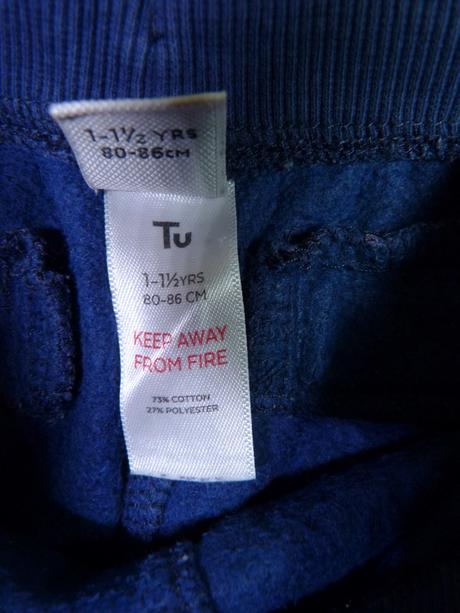 1-1½ YRS
80-86CM
Tu
1-1½YRS
80-86 CM
KEEP AWAY
FROM FIRE
73% COTTON
27% POLYESTER